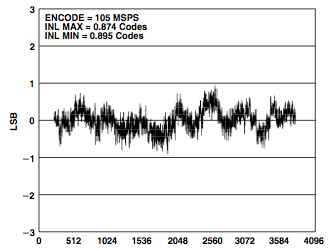 3
ENCODE = 105 MSPS
INL MAX = 0.874 Codes
INL MIN = 0.895 Codes
2
1
LSB
0
−1
−2
−3
0 512 1024 1536 2048 2560 3072 3584 4096